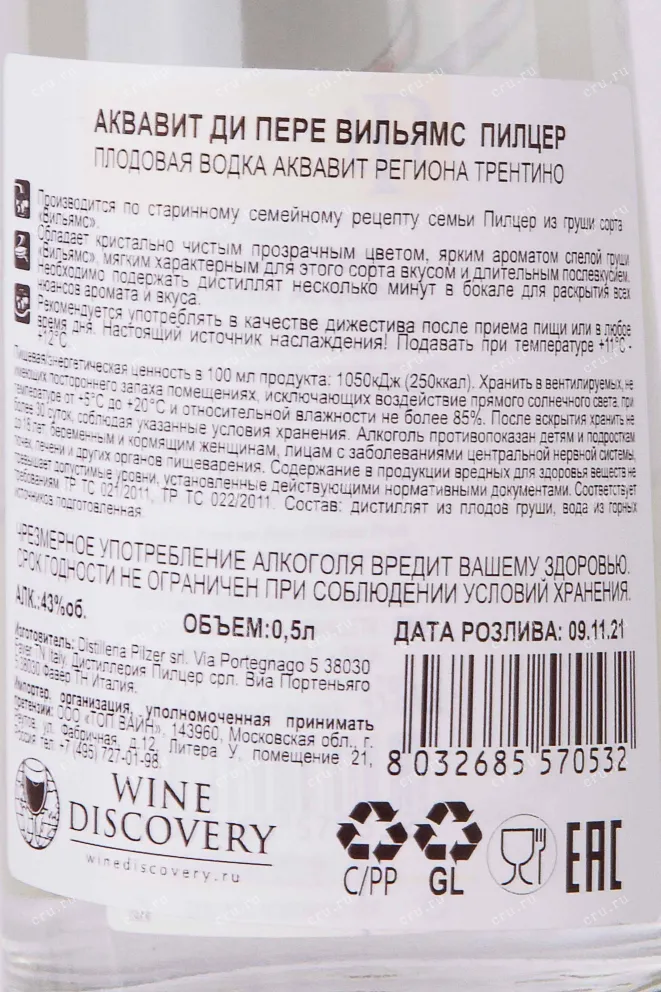 АКВАВИТ ДИ ПЕРЕ ВИЛЬЯМС ПИЛЦЕР
ПЛОДОВАЯ ВОДКА АКВАВИТ РЕГИОНА ТРЕНТИНО
Производится по старинному семейному рецепту семьи Пилцер из груши сорта
«Вильямс».
Обладает кристально чистым прозрачным цветом, ярким ароматом спелой груши
«Вильямс», мягким характерным для этого сорта вкусом и длительным послевкусием.
Необходимо подержать дистиллят несколько минут в бокале для раскрытия всех
нюансов аромата и вкуса.
Рекомендуется употреблять в качестве дижестива после приема пищи или в любое
время дня. Настоящий источник наслаждения! Подавать при температуре +11°C -
+12°C.
Пищевая/энергетическая ценность в 100 мл продукта: 1050кДж (250ккал). Хранить в вентилируемых, не
имеющих постороннего запаха помещениях, исключающих воздействие прямого солнечного света, при
температуре от +5°C до +20°C и относительной влажности не более 85%. После вскрытия хранить не
более 30 суток, соблюдая указанные условия хранения. Алкоголь противопоказан детям и подросткам
до 18 лет, беременным и кормящим женщинам, лицам с заболеваниями центральной нервной системы,
почек, печени и других органов пищеварения. Содержание в продукции вредных для здоровья веществ не
превышает допустимые уровни, установленные действующими нормативными документами. Соответствует
требованиям ТР ТС 021/2011, ТР ТС 022/2011. Состав: дистиллят из плодов груши, вода из горных
источников подготовленная.
ЧРЕЗМЕРНОЕ УПОТРЕБЛЕНИЕ АЛКОГОЛЯ ВРЕДИТ ВАШЕМУ ЗДОРОВЬЮ.
СРОК ГОДНОСТИ НЕ ОГРАНИЧЕН ПРИ СОБЛЮДЕНИИ УСЛОВИЙ ХРАНЕНИЯ.
АЛК.:43%об.
ОБЪЕМ:0,5л
ДАТА РОЗЛИВА: 09.11.21
Изготовитель: Distilleria Pilzer srl. Via Portegnago 5 38030
Faver TN Italy. Дистиллерия Пилцер срл. Виа Портеньяго
5 38030 Фавер ТН Италия.
Импортер, организация, уполномоченная принимать
претензии: ООО «ТОП ВАЙН», 143960, Московская обл., г.
Реутов, ул. Фабричная, д.12, Литера У, помещение 21,
Россия тел +7 (495) 727-01-98.
8 032685 570532
WINE
DISCOVERY
winediscovery.ru
C/PP
GL
EAC
cru.ru